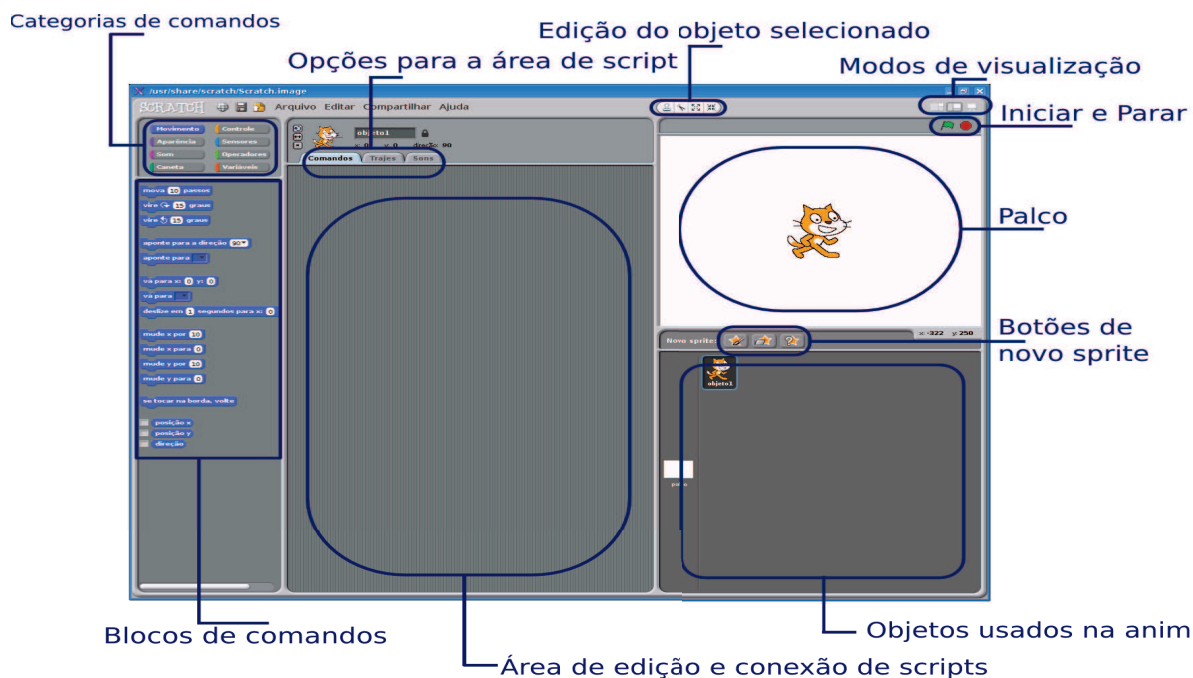 Categorias de comandos
Edição do objeto selecionado
Opções para a área de script
Modos de visualização
/usr/share/scratch/Scratch.image
SCRATCH Arquivo Editar Compartilhar Ajuda
Iniciar e Parar
Movimento Controle
Aparência Sensores
Som Operadores
Caneta Variáveis
objeto1
x: 0 y: 0 direção: 90
Comandos Trajes Sons
mova 10 passos
vire 15 graus
vire 15 graus
aponte para a direção 90
aponte para
vá para x: 0 y: 0
vá para
deslize em 1 segundos para x: 0
mude x por 10
mude x para 0
mude y por 10
mude y para 0
se tocar na borda, volte
posição x
posição y
direção
Palco
x: -322 y: 250
Novo sprite:
Botões de
novo sprite
objeto1
palco
Blocos de comandos
Objetos usados na anim
Área de edição e conexão de scripts